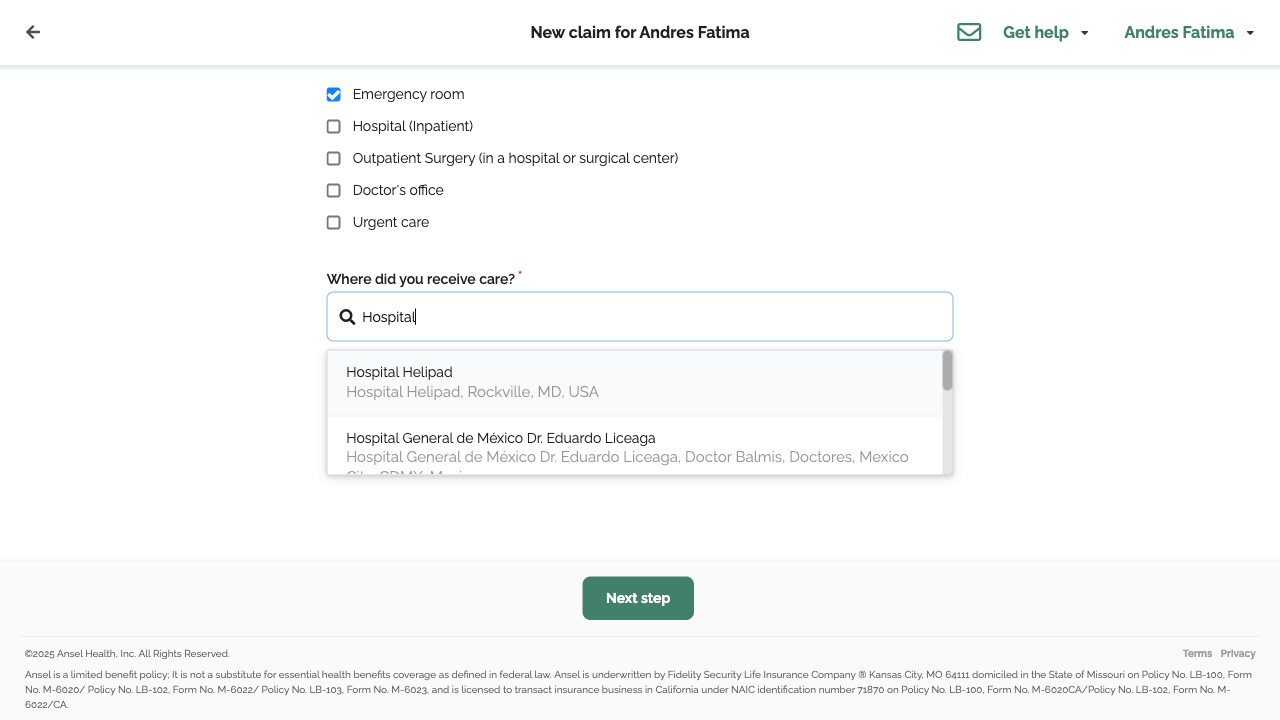 New claim for Andres Fatima
Get help
Andres Fatima
Emergency room
Hospital (Inpatient)
Outpatient Surgery (in a hospital or surgical center)
Doctor's office
Urgent care
Where did you receive care? *
Hospital
Hospital Helipad
Hospital Helipad, Rockville, MD, USA
Hospital General de México Dr. Eduardo Liceaga
Hospital General de México Dr. Eduardo Liceaga, Doctor Balmis, Doctores, Mexico
City, CDMX, Mexico
Next step
©2025 Ansel Health, Inc. All Rights Reserved.
Terms Privacy
Ansel is a limited benefit policy; It is not a substitute for essential health benefits coverage as defined in federal law. Ansel is underwritten by Fidelity Security Life Insurance Company ® Kansas City, MO 64111 domiciled in the State of Missouri on Policy No. LB-100, Form
No. M-6020/ Policy No. LB-102, Form No. M-6022/ Policy No. LB-103, Form No. M-6023, and is licensed to transact insurance business in California under NAIC identification number 71870 on Policy No. LB-100, Form No. M-6020CA/Policy No. LB-102, Form No. M-
6022/CA.